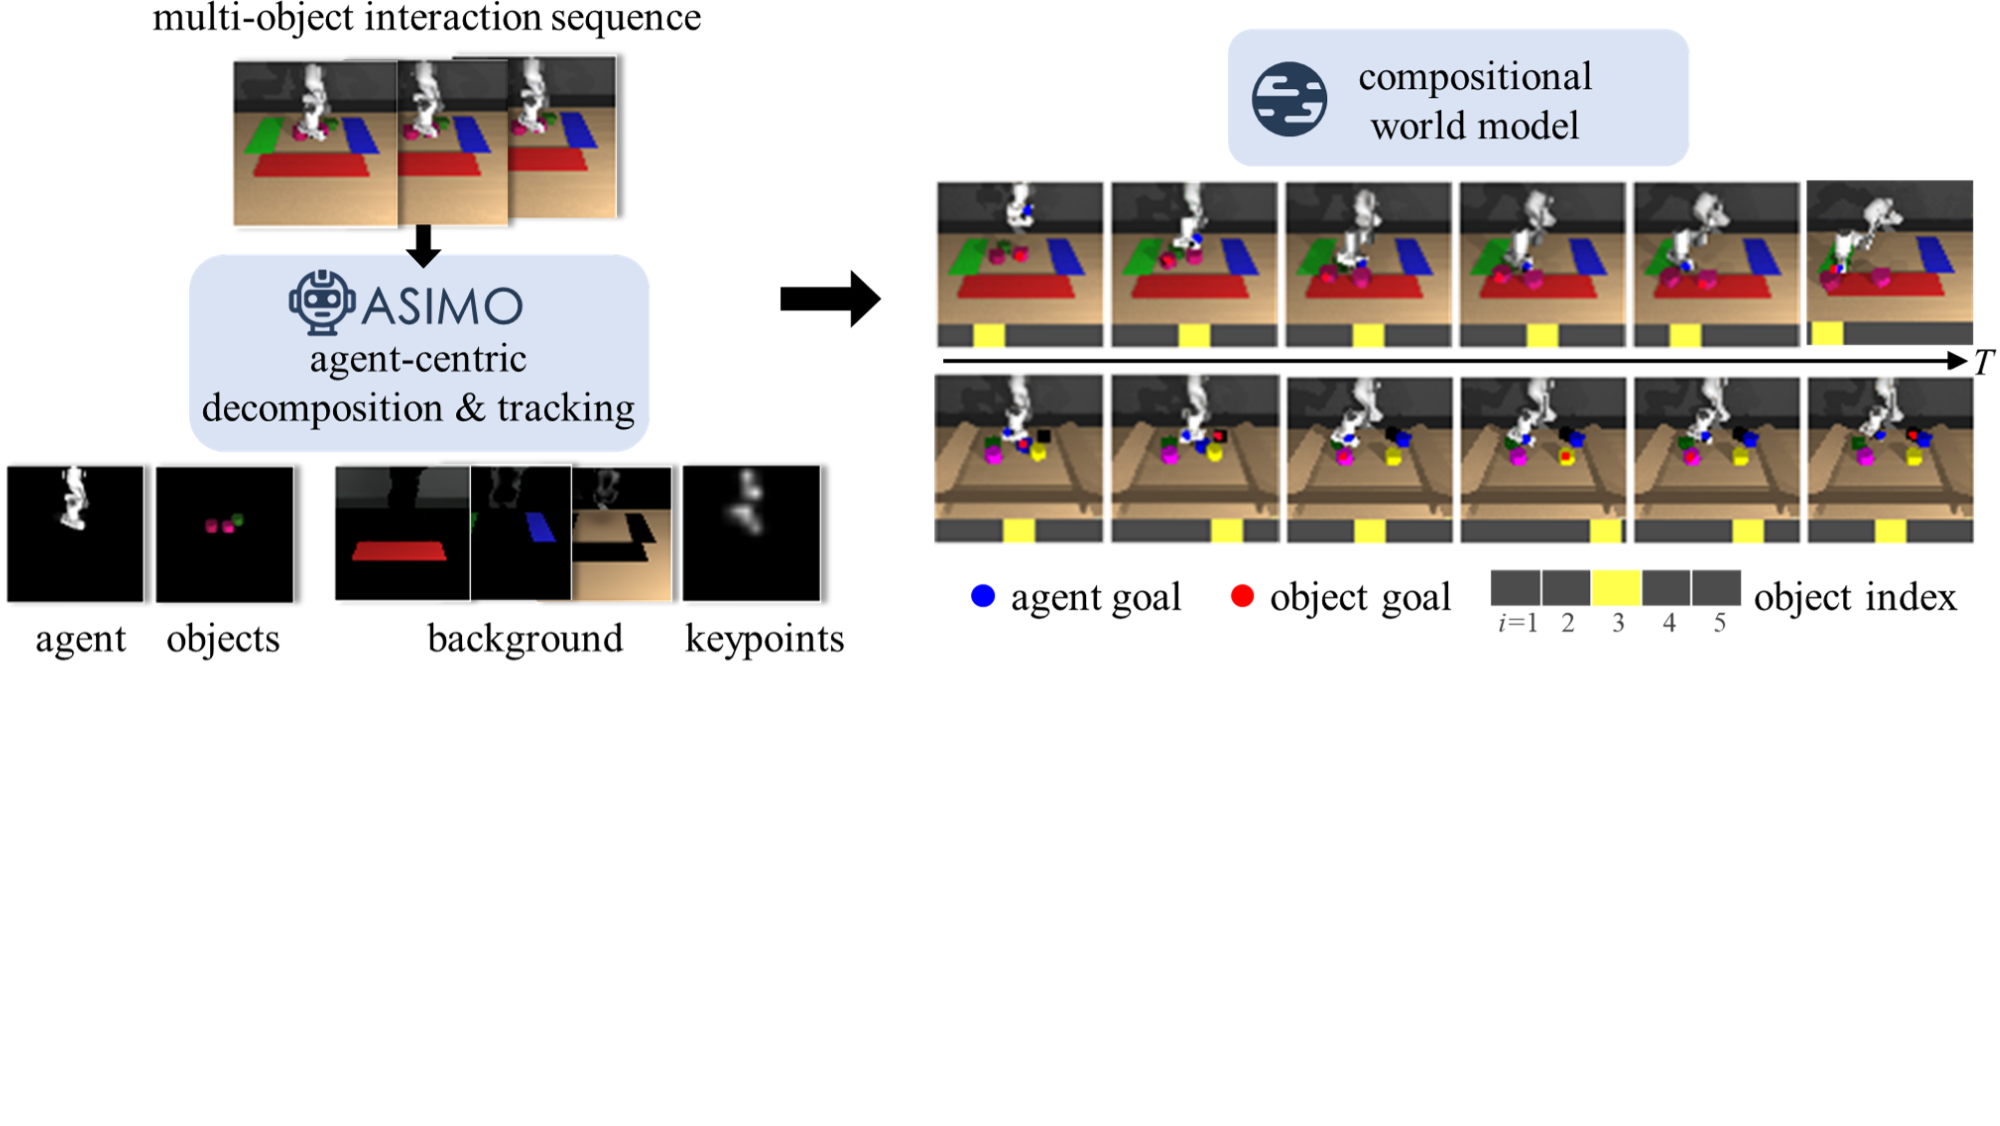 multi-object interaction sequence
ASIMO
agent-centric
decomposition & tracking
agent
objects
background
keypoints
compositional
world model
T
agent goal
object goal
object index
i=1 2 3 4 5